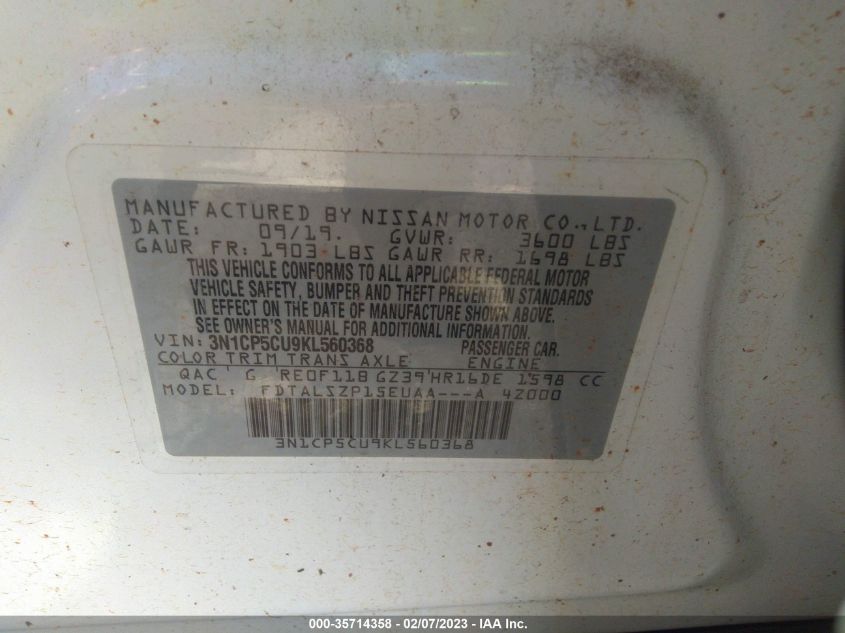 MANUFACTURED BY NISSAN MOTOR CO., LTD.
DATE: 09/19. GVWR: 3600 LBS
GAWR FR: 1903 LBS GAWR RR: 1698 LBS
THIS VEHICLE CONFORMS TO ALL APPLICABLE FEDERAL MOTOR
VEHICLE SAFETY, BUMPER AND THEFT PREVENTION STANDARDS
IN EFFECT ON THE DATE OF MANUFACTURE SHOWN ABOVE.
SEE OWNER'S MANUAL FOR ADDITIONAL INFORMATION.
VIN: 3N1CP5CU9KL560368 PASSENGER CAR.
COLOR TRIM TRANS AXLE ENGINE
QAC G RE0F11B GZ39 HR16DE 1598 CC
MODEL: FDTALSZP15EUAA---A 4Z000
3N1CP5CU9KL560368
000-35714358 - 02/07/2023 - IAA Inc.